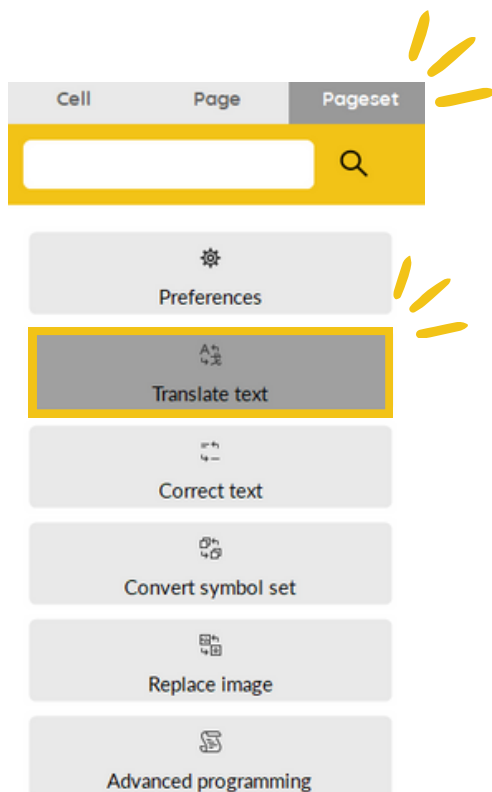 Cell Page Pageset
Preferences
Translate text
Correct text
Convert symbol set
Replace image
Advanced programming